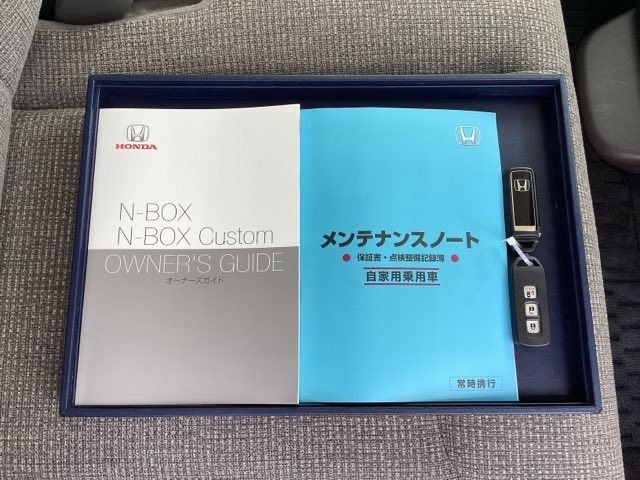 HONDA
N-BOX
N-BOX Custom
OWNER'S GUIDE
オーナーズガイド
メンテナンスノート
● 保証書・点検整備記録簿 ●
自家用乗用車
常時携行